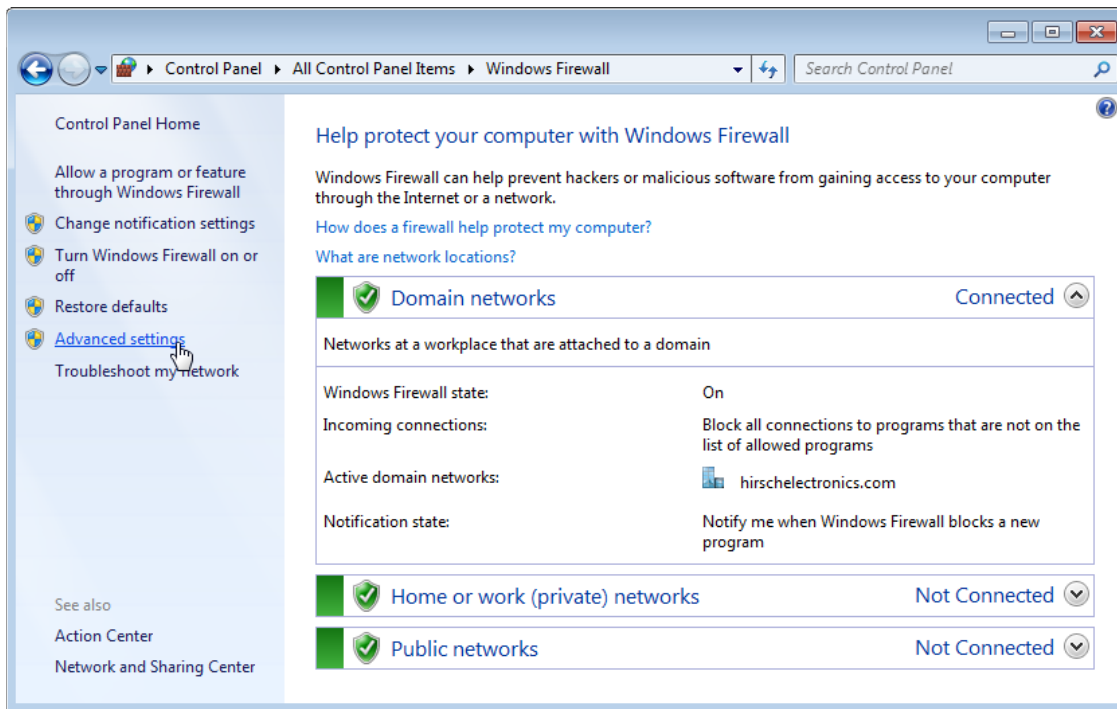 Control Panel
All Control Panel Items
Windows Firewall
Search Control Panel
Control Panel Home
Allow a program or feature
through Windows Firewall
Change notification settings
Turn Windows Firewall on or
off
Restore defaults
Advanced settings
Troubleshoot my network
See also
Action Center
Network and Sharing Center
Help protect your computer with Windows Firewall
Windows Firewall can help prevent hackers or malicious software from gaining access to your computer
through the Internet or a network.
How does a firewall help protect my computer?
What are network locations?
Domain networks
Connected
Networks at a workplace that are attached to a domain
Windows Firewall state:
On
Incoming connections:
Block all connections to programs that are not on the
list of allowed programs
Active domain networks:
hirschelectronics.com
Notification state:
Notify me when Windows Firewall blocks a new
program
Home or work (private) networks
Not Connected
Public networks
Not Connected